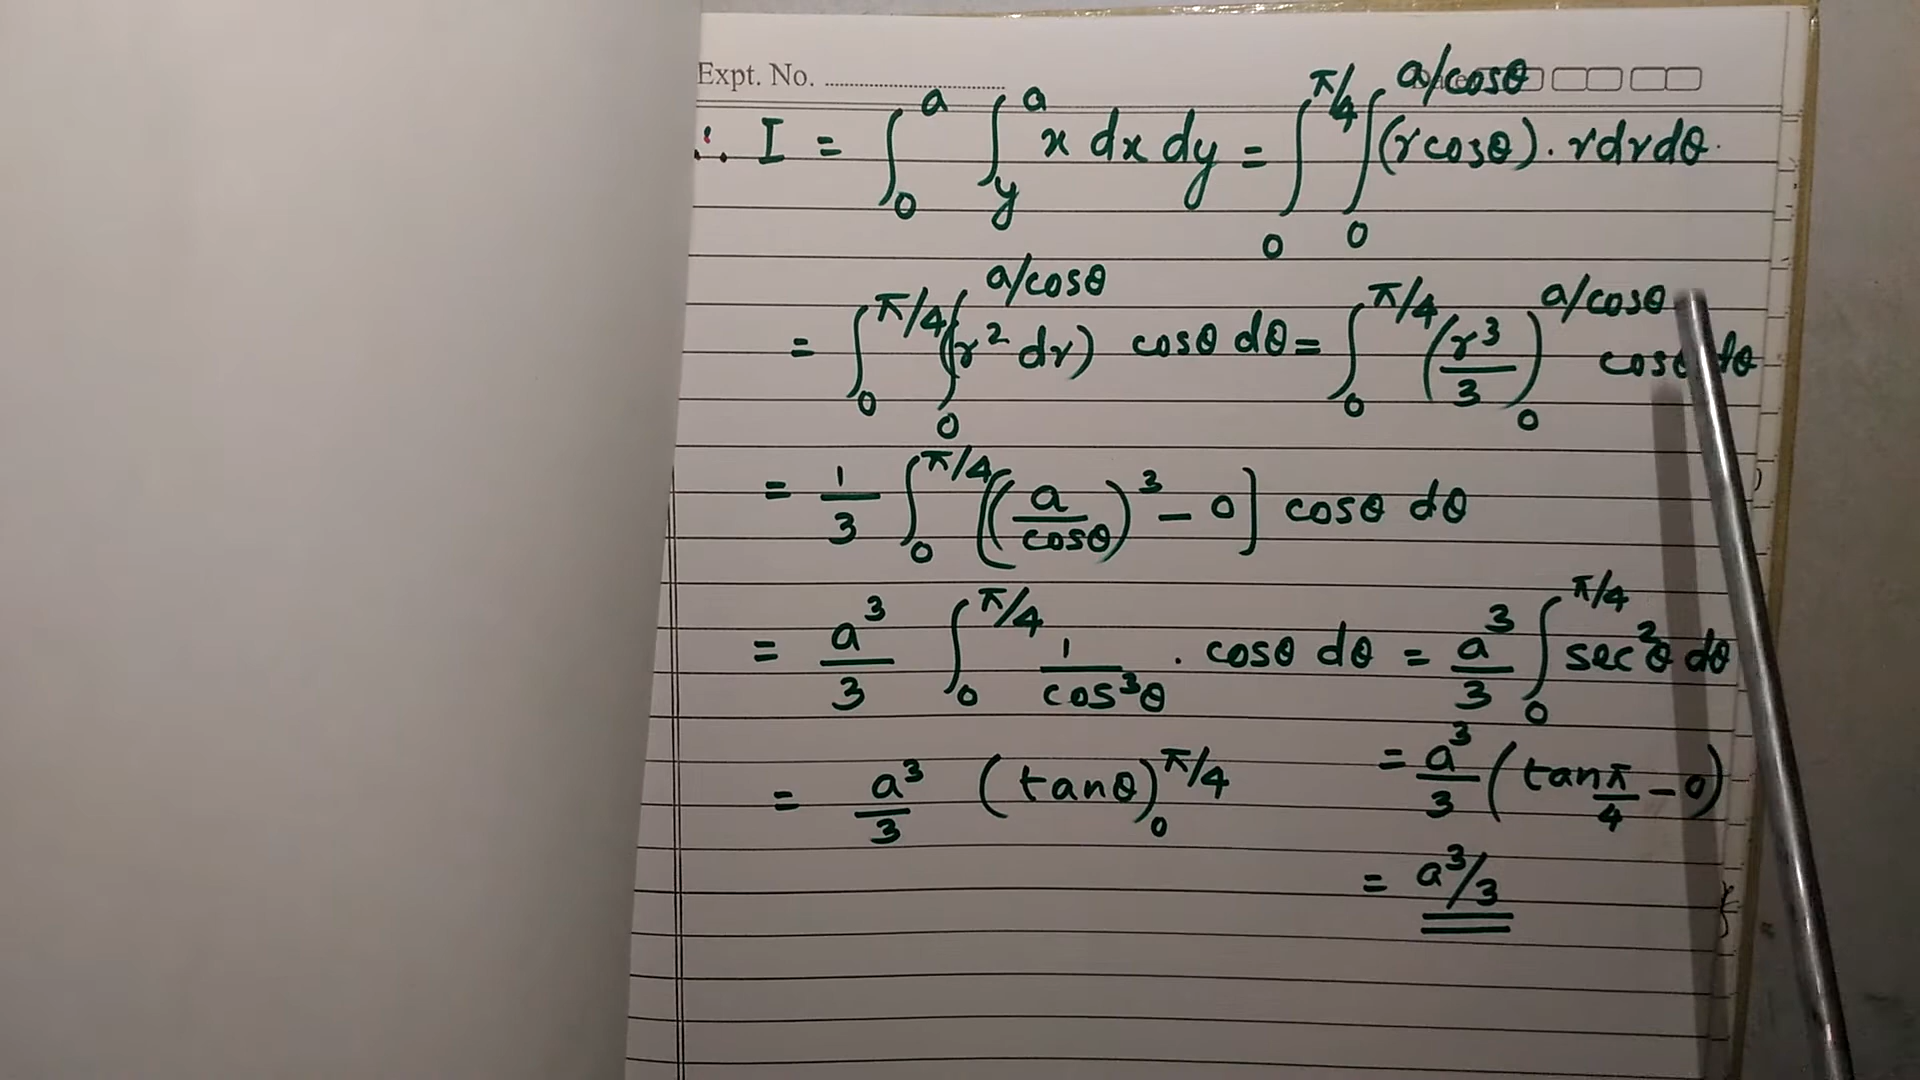 Expt. No.
∴ I = ∫₀^a ∫_y^a x dx dy = ∫₀^{π/4} ∫₀^{a/cosθ} (r cosθ). r dr dθ.
= ∫₀^{π/4} (∫₀^{a/cosθ} r² dr) cosθ dθ = ∫₀^{π/4} (r³/3)₀^{a/cosθ} cosθ dθ
= 1/3 ∫₀^{π/4} [(a/cosθ)³ - 0] cosθ dθ
= a³/3 ∫₀^{π/4} 1/cos³θ . cosθ dθ = a³/3 ∫₀^{π/4} sec²θ dθ
= a³/3 (tanθ)₀^{π/4} = a³/3 (tan π/4 - 0)
= a³/3